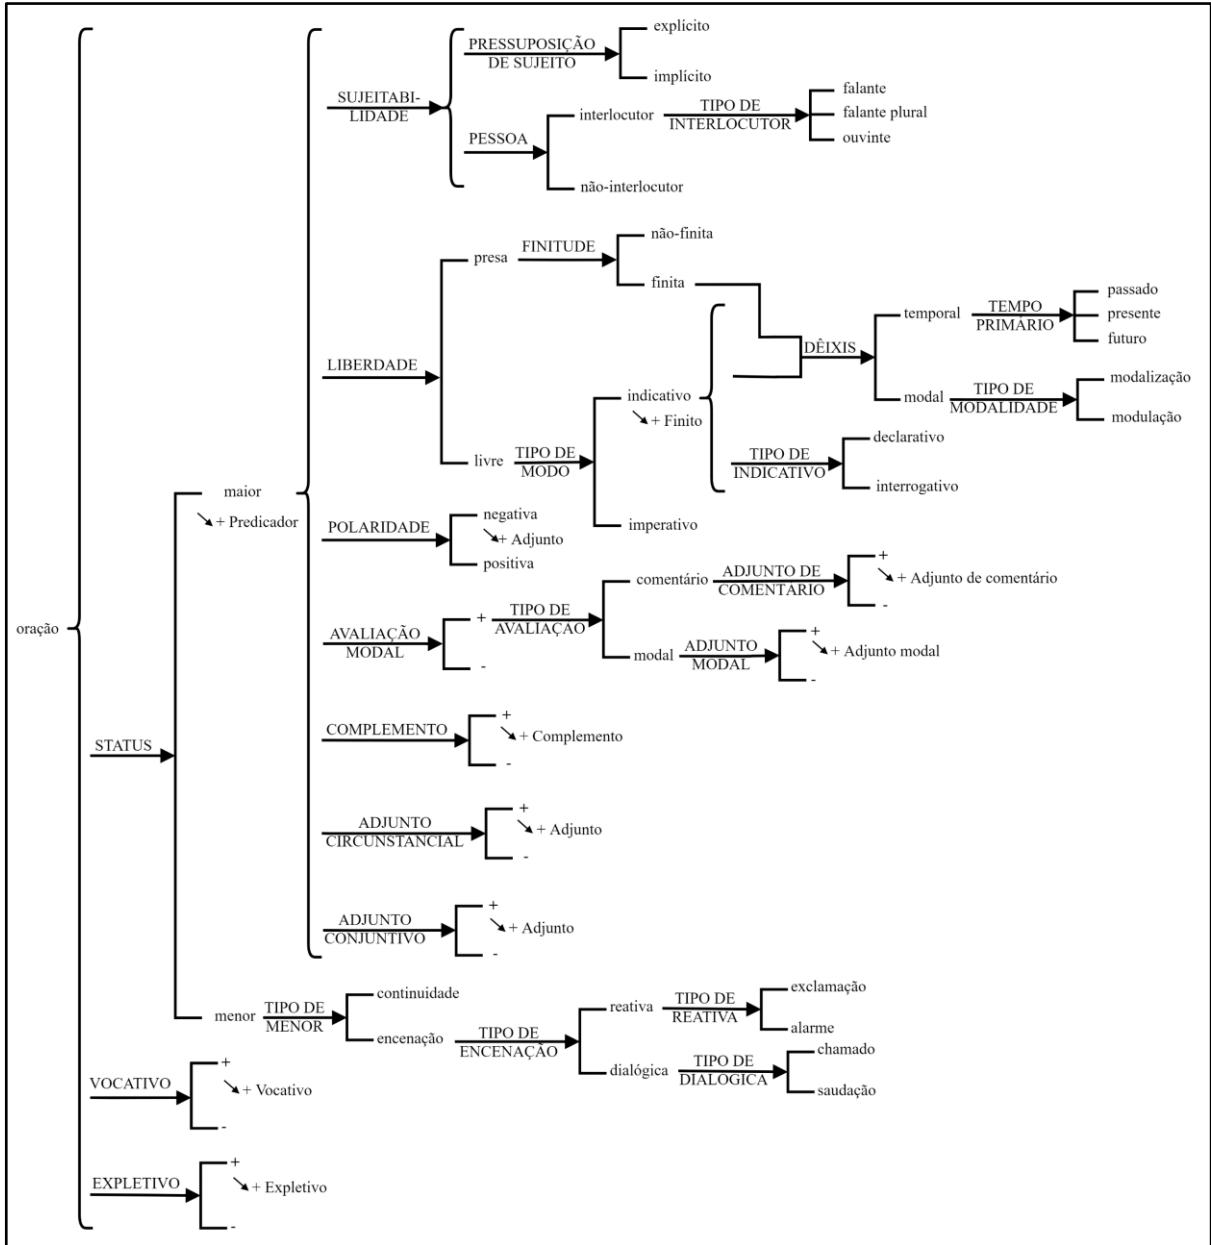 explícito
PRESSUPOSIÇÃO
DE SUJEITO
implícito
SUJEITABI-
LIDADE
falante
interlocutor
TIPO DE
INTERLOCUTOR
falante plural
ouvinte
PESSOA
não-interlocutor
não-finita
presa
FINITUDE
finita
passado
temporal
TEMPO
PRIMÁRIO
presente
futuro
DÊIXIS
LIBERDADE
modalização
indicativo
+ Finito
modal
TIPO DE
MODALIDADE
modulação
declarativo
livre
TIPO DE
MODO
TIPO DE
INDICATIVO
interrogativo
maior
+ Predicador
imperativo
POLARIDADE
negativa
+ Adjunto
positiva
+
comentário
ADJUNTO DE
COMENTÁRIO
+ Adjunto de comentário
-
oração
AVALIAÇÃO
MODAL
+
TIPO DE
AVALIAÇÃO
-
modal
ADJUNTO
MODAL
+
+ Adjunto modal
-
COMPLEMENTO
+
+ Complemento
-
STATUS
ADJUNTO
CIRCUNSTANCIAL
+
+ Adjunto
-
ADJUNTO
CONJUNTIVO
+
+ Adjunto
-
menor
TIPO DE
MENOR
continuidade
encenação
TIPO DE
ENCENAÇÃO
reativa
TIPO DE
REATIVA
exclamação
alarme
dialógica
TIPO DE
DIALOGICA
chamado
saudação
VOCATIVO
+
+ Vocativo
-
EXPLETIVO
+
+ Expletivo
-